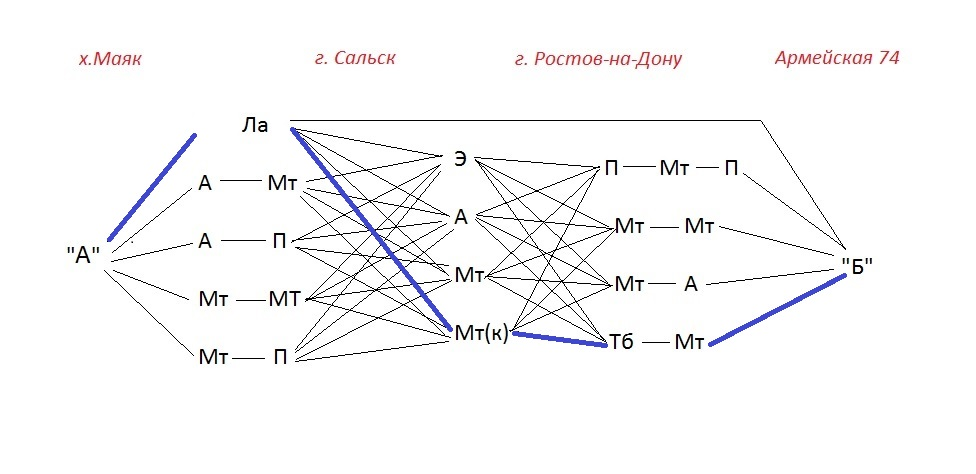 х.Маяк г. Сальск г. Ростов-на-Дону Армейская 74
Ла
Э
П Мт П
А Мт
А
Мт Мт
А П
"А"
"Б"
Мт
Мт А
Мт МТ
Мт(к)
Тб Мт
Мт П